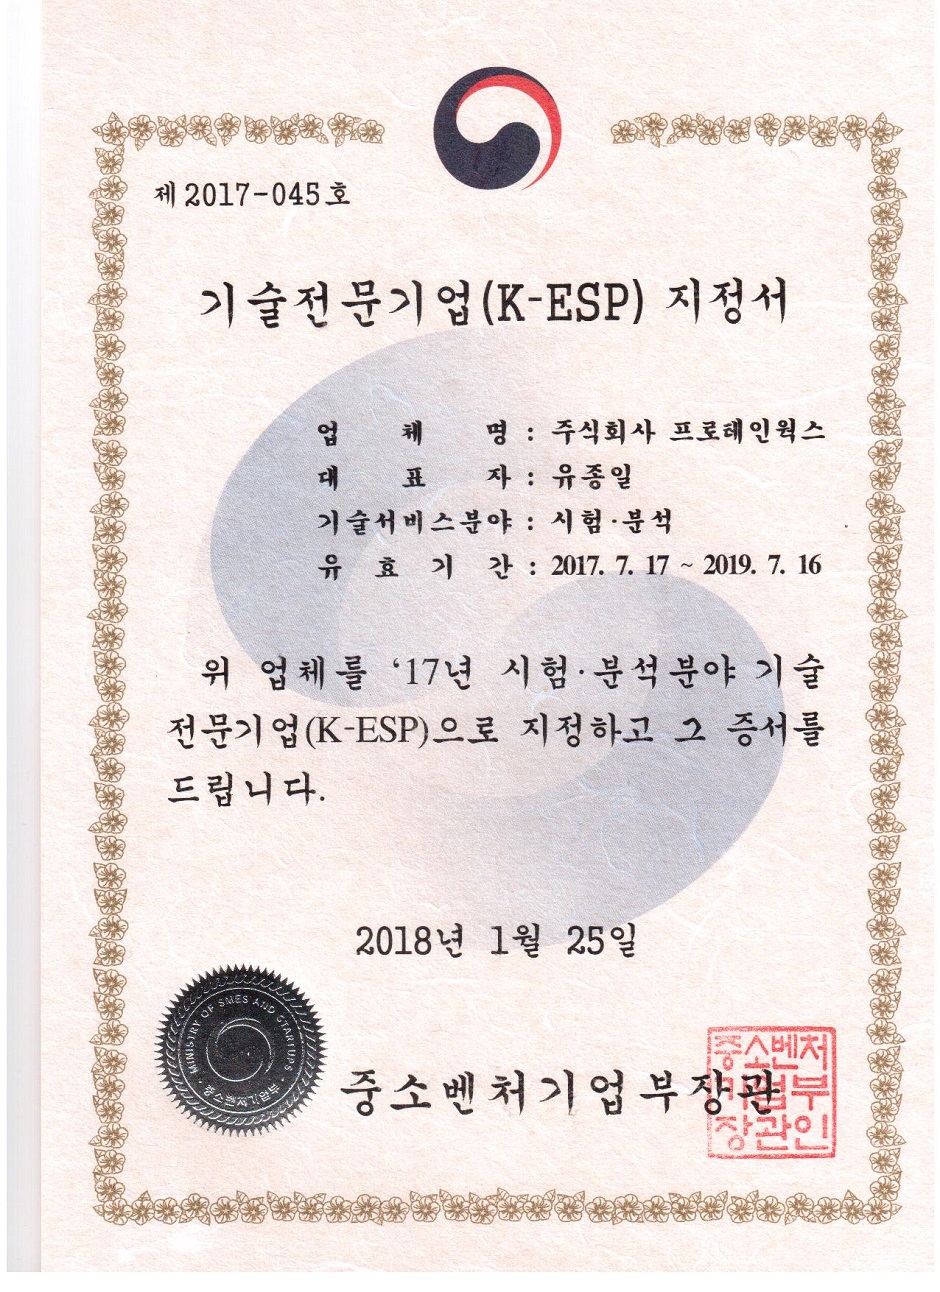 제2017-045호
기술전문기업(K-ESP) 지정서
업 체 명 : 주식회사 프로테인웍스
대 표 자 : 유종일
기술서비스분야 : 시험·분석
유 효 기 간 : 2017. 7. 17 ~ 2019. 7. 16
위 업체를 ‘17년 시험·분석분야 기술
전문기업(K-ESP)으로 지정하고 그 증서를
드립니다.
2018년 1월 25일
MINISTRY OF SMES AND STARTUPS
중소벤처기업부
중소벤처기업부장관
중소벤처
기업부
장관인